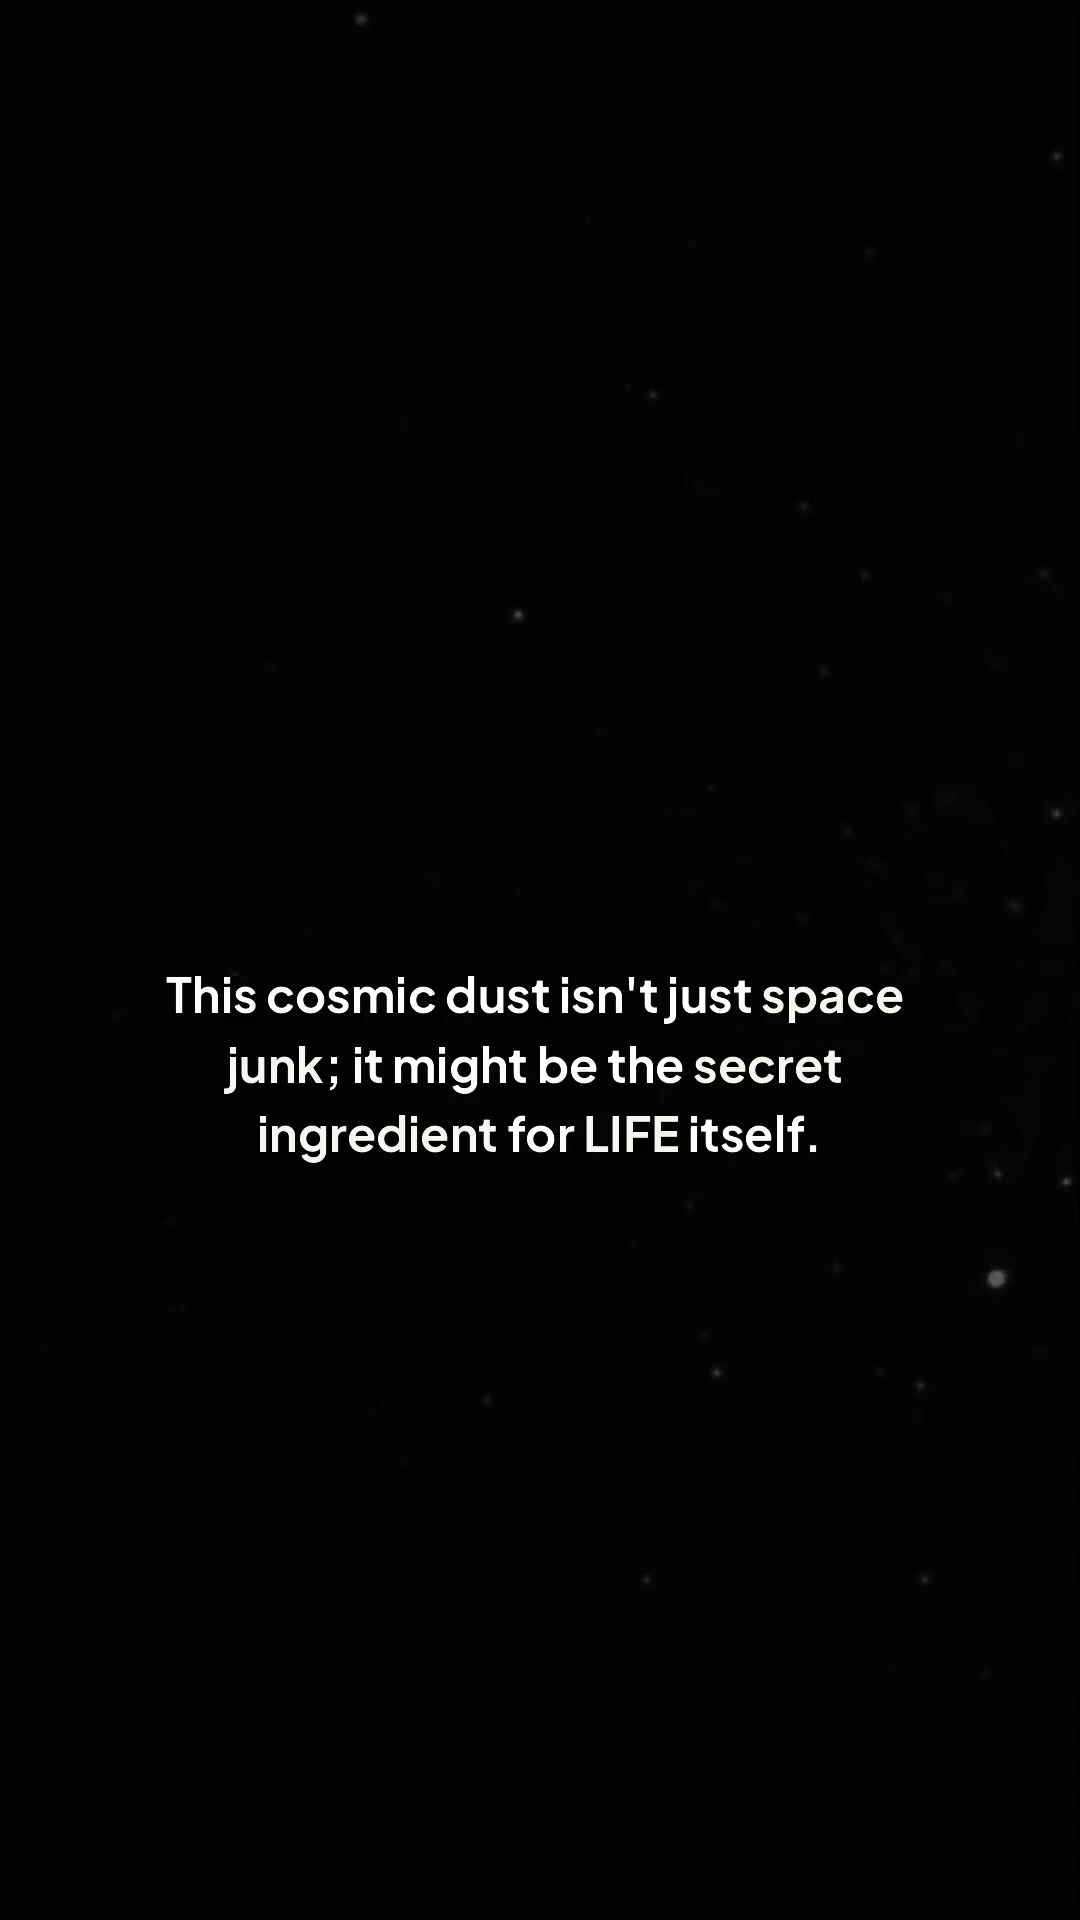 This cosmic dust isn't just space
junk; it might be the secret
ingredient for LIFE itself.